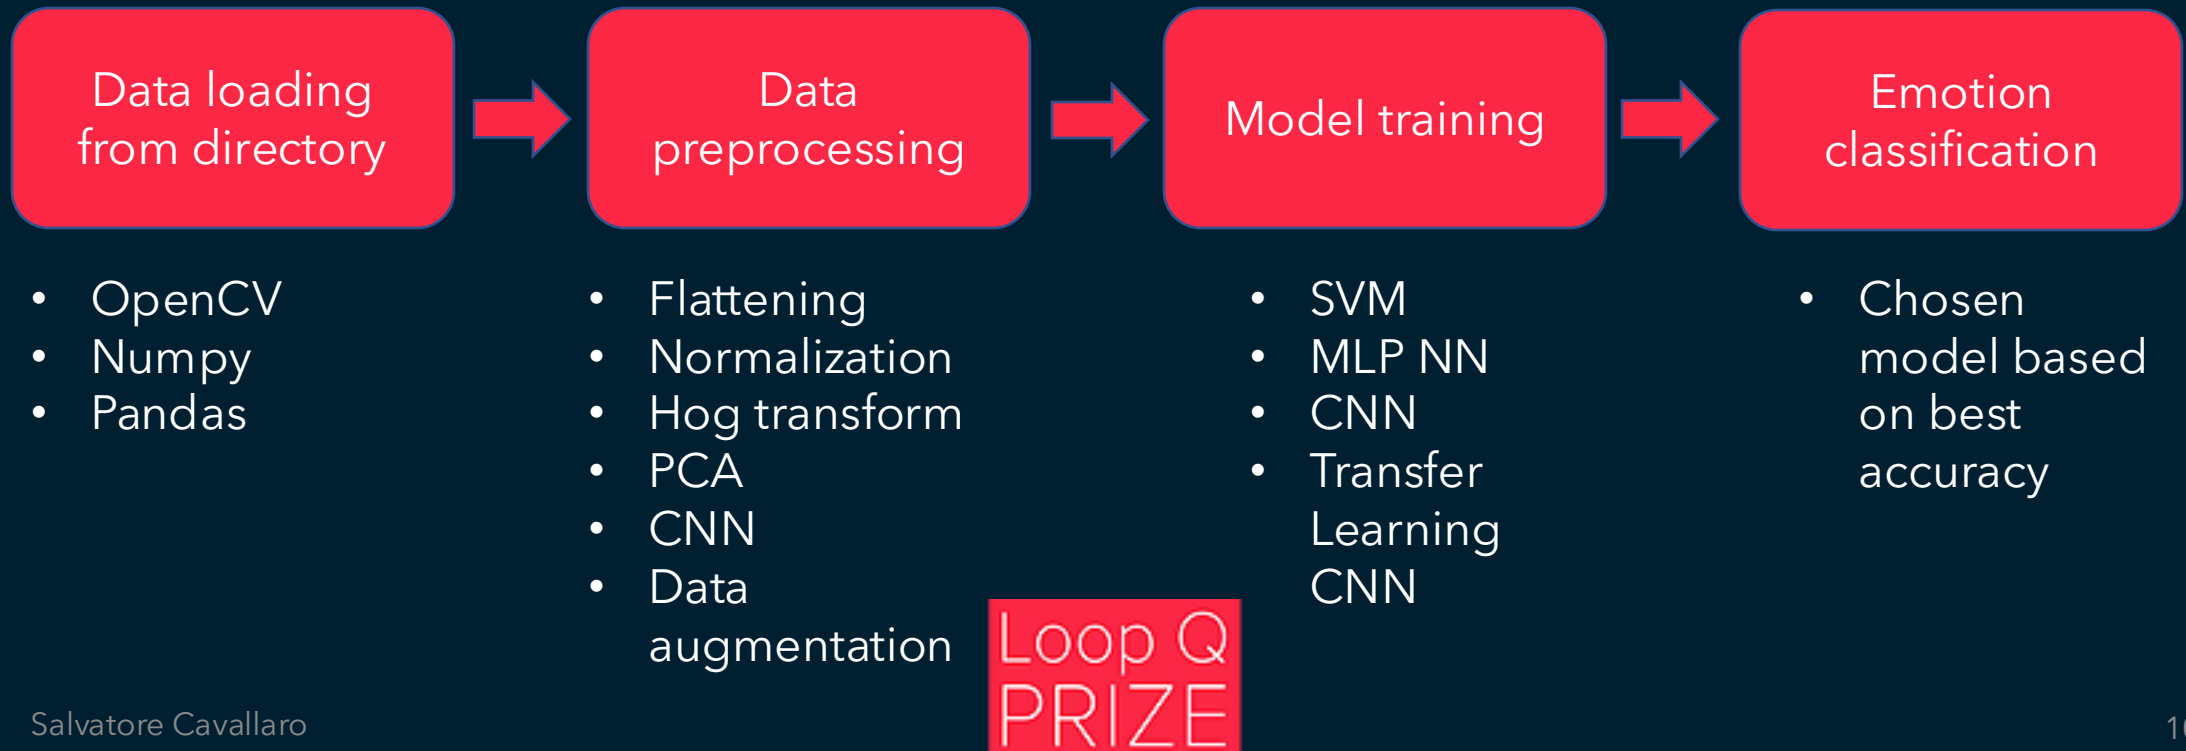 Data loading
from directory
Data
preprocessing
Model training
Emotion
classification
• OpenCV
• Numpy
• Pandas
• Flattening
• Normalization
• Hog transform
• PCA
• CNN
• Data
augmentation
• SVM
• MLP NN
• CNN
• Transfer
Learning
CNN
• Chosen
model based
on best
accuracy
Loop Q
PRIZE
Salvatore Cavallaro